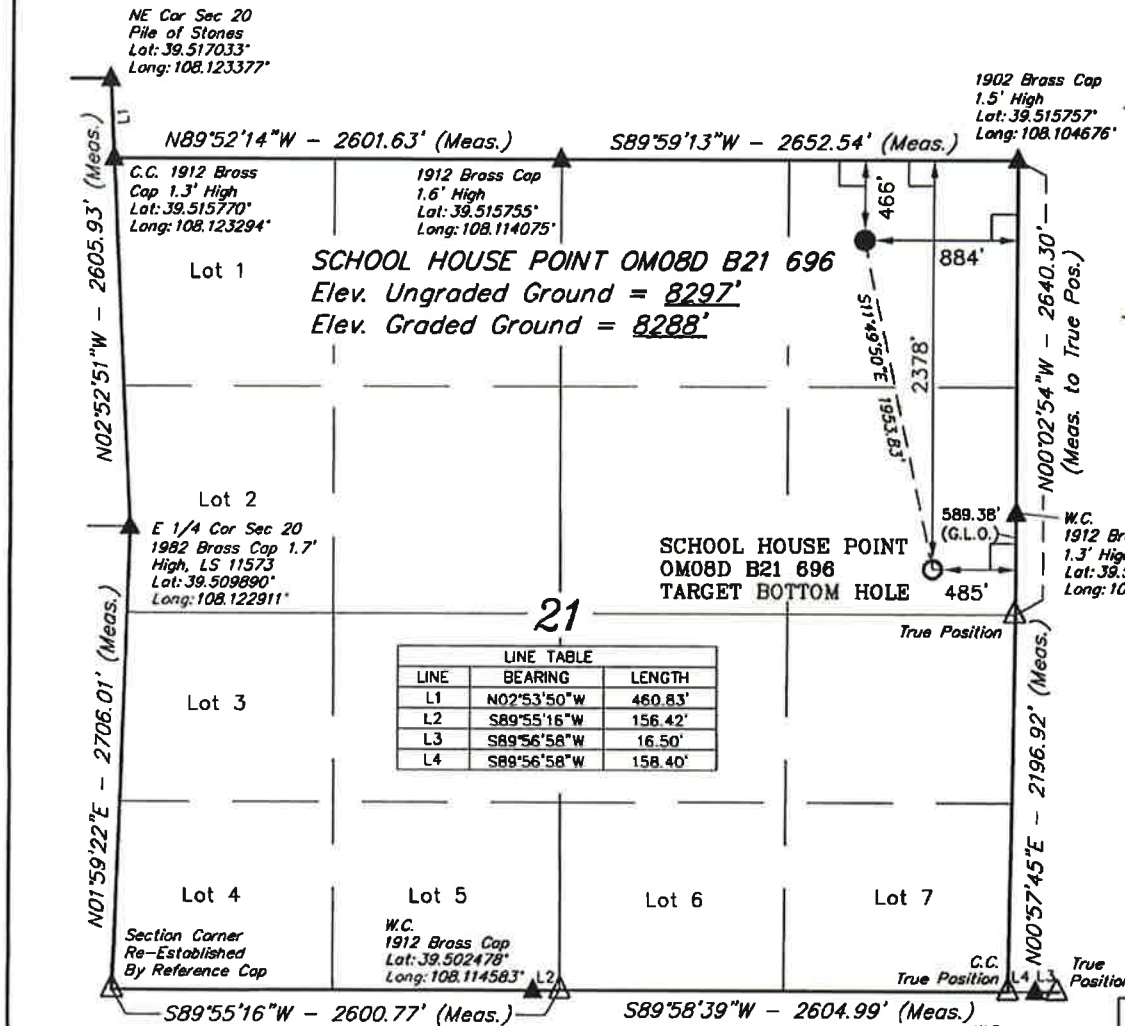 NE Cor Sec 20
Pile of Stones
Lat: 39.517033°
Long: 108.123377°
1902 Brass Cap
1.5' High
Lat: 39.515757°
Long: 108.104676°
L1
N89°52'14"W - 2601.63' (Meas.)
S89°59'13"W - 2652.54' (Meas.)
C.C. 1912 Brass
Cap 1.3' High
Lat: 39.515770°
Long: 108.123294°
1912 Brass Cap
1.6' High
Lat: 39.515755°
Long: 108.114075°
466'
884'
N02°52'51"W - 2605.93' (Meas.)
Lot 1
SCHOOL HOUSE POINT OM08D B21 696
Elev. Ungraded Ground = 8297'
Elev. Graded Ground = 8288'
S11°49'50"E 1953.83'
2378'
N00°02'54"W - 2640.30'
(Meas. to True Pos.)
Lot 2
E 1/4 Cor Sec 20
1982 Brass Cap 1.7'
High, LS 11573
Lat: 39.509890°
Long: 108.122911°
589.38'
(G.L.O.)
W.C.
1912 Br
1.3' High
Lat: 39.
Long: 10
SCHOOL HOUSE POINT
OM08D B21 696
TARGET BOTTOM HOLE
485'
21
True Position
LINE TABLE
LINE BEARING LENGTH
L1 N02°53'50"W 460.83'
L2 S89°55'16"W 156.42'
L3 S89°56'58"W 16.50'
L4 S89°56'58"W 158.40'
N01°59'22"E - 2706.01' (Meas.)
Lot 3
N00°57'45"E - 2196.92' (Meas.)
Lot 4
Lot 5
Lot 6
Lot 7
Section Corner
Re-Established
By Reference Cap
W.C.
1912 Brass Cap
Lat: 39.502478°
Long: 108.114583°
L2
C.C.
True Position
L4
L3
True
Position
S89°55'16"W - 2600.77' (Meas.)
S89°58'39"W - 2604.99' (Meas.)